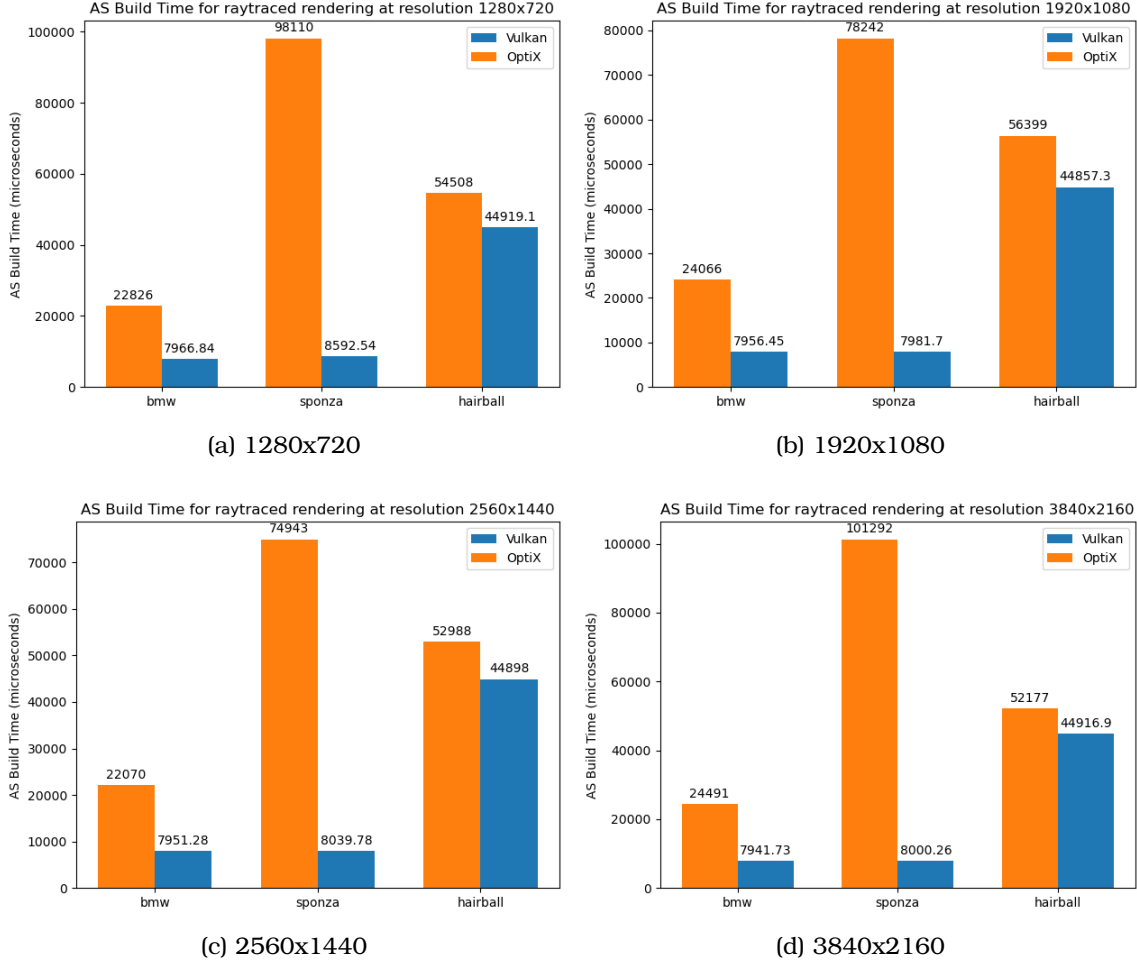 AS Build Time for raytraced rendering at resolution 1280x720
98110
100000
Vulkan
OptiX
80000
AS Build Time (microseconds)
60000
54508
44919.1
40000
22826
20000
7966.84
8592.54
0
bmw
sponza
hairball
(a) 1280x720
AS Build Time for raytraced rendering at resolution 1920x1080
78242
80000
Vulkan
OptiX
70000
AS Build Time (microseconds)
60000
56399
50000
44857.3
40000
30000
24066
20000
10000
7956.45
7981.7
0
bmw
sponza
hairball
(b) 1920x1080
AS Build Time for raytraced rendering at resolution 2560x1440
74943
Vulkan
OptiX
70000
60000
AS Build Time (microseconds)
52988
50000
44898
40000
30000
22070
20000
10000
7951.28
8039.78
0
bmw
sponza
hairball
(c) 2560x1440
AS Build Time for raytraced rendering at resolution 3840x2160
101292
100000
Vulkan
OptiX
80000
AS Build Time (microseconds)
60000
52177
44916.9
40000
24491
20000
7941.73
8000.26
0
bmw
sponza
hairball
(d) 3840x2160